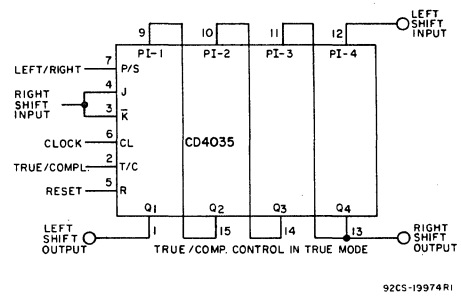 9 10 11 12
LEFT
SHIFT
INPUT
PI-1 PI-2 PI-3 PI-4
LEFT/RIGHT 7 P/S
RIGHT
SHIFT
INPUT
4 J
3 K̅
CLOCK 6 CL
CD4035
TRUE/COMPL. 2 T/C
RESET 5 R
Q1 Q2 Q3 Q4
LEFT
SHIFT
OUTPUT
1 15 14 13
RIGHT
SHIFT
OUTPUT
TRUE/COMP. CONTROL IN TRUE MODE
92CS-19974R1